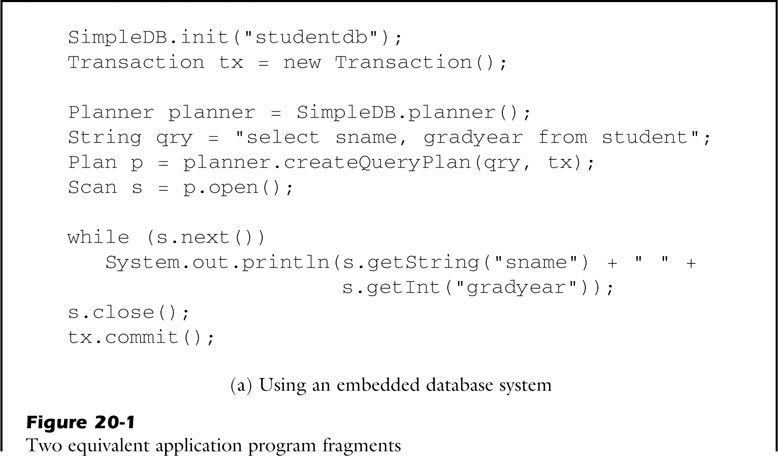 SimpleDB.init("studentdb");
Transaction tx = new Transaction();
Planner planner = SimpleDB.planner();
String qry = "select sname, gradyear from student";
Plan p = planner.createQueryPlan(qry, tx);
Scan s = p.open();
while (s.next())
System.out.println(s.getString("sname") + " " +
s.getInt("gradyear"));
s.close();
tx.commit();
(a) Using an embedded database system
Figure 20-1
Two equivalent application program fragments